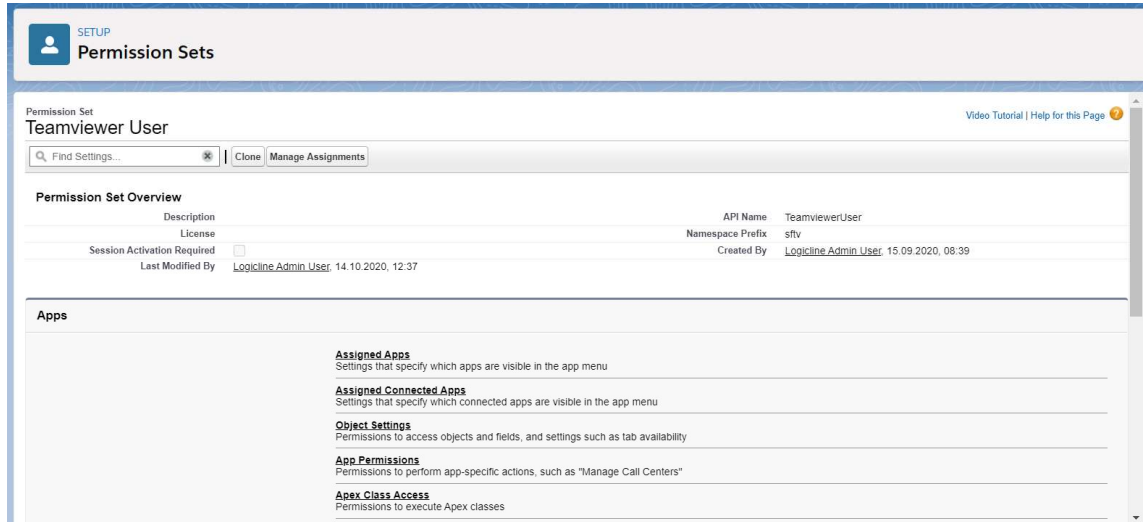 SETUP
Permission Sets
Permission Set
Teamviewer User
Video Tutorial | Help for this Page ?
Find Settings...
Clone
Manage Assignments
Permission Set Overview
Description
API Name TeamviewerUser
License
Namespace Prefix sftv
Session Activation Required
Created By Logicline Admin User, 15.09.2020, 08:39
Last Modified By Logicline Admin User, 14.10.2020, 12:37
Apps
Assigned Apps
Settings that specify which apps are visible in the app menu
Assigned Connected Apps
Settings that specify which connected apps are visible in the app menu
Object Settings
Permissions to access objects and fields, and settings such as tab availability
App Permissions
Permissions to perform app-specific actions, such as "Manage Call Centers"
Apex Class Access
Permissions to execute Apex classes